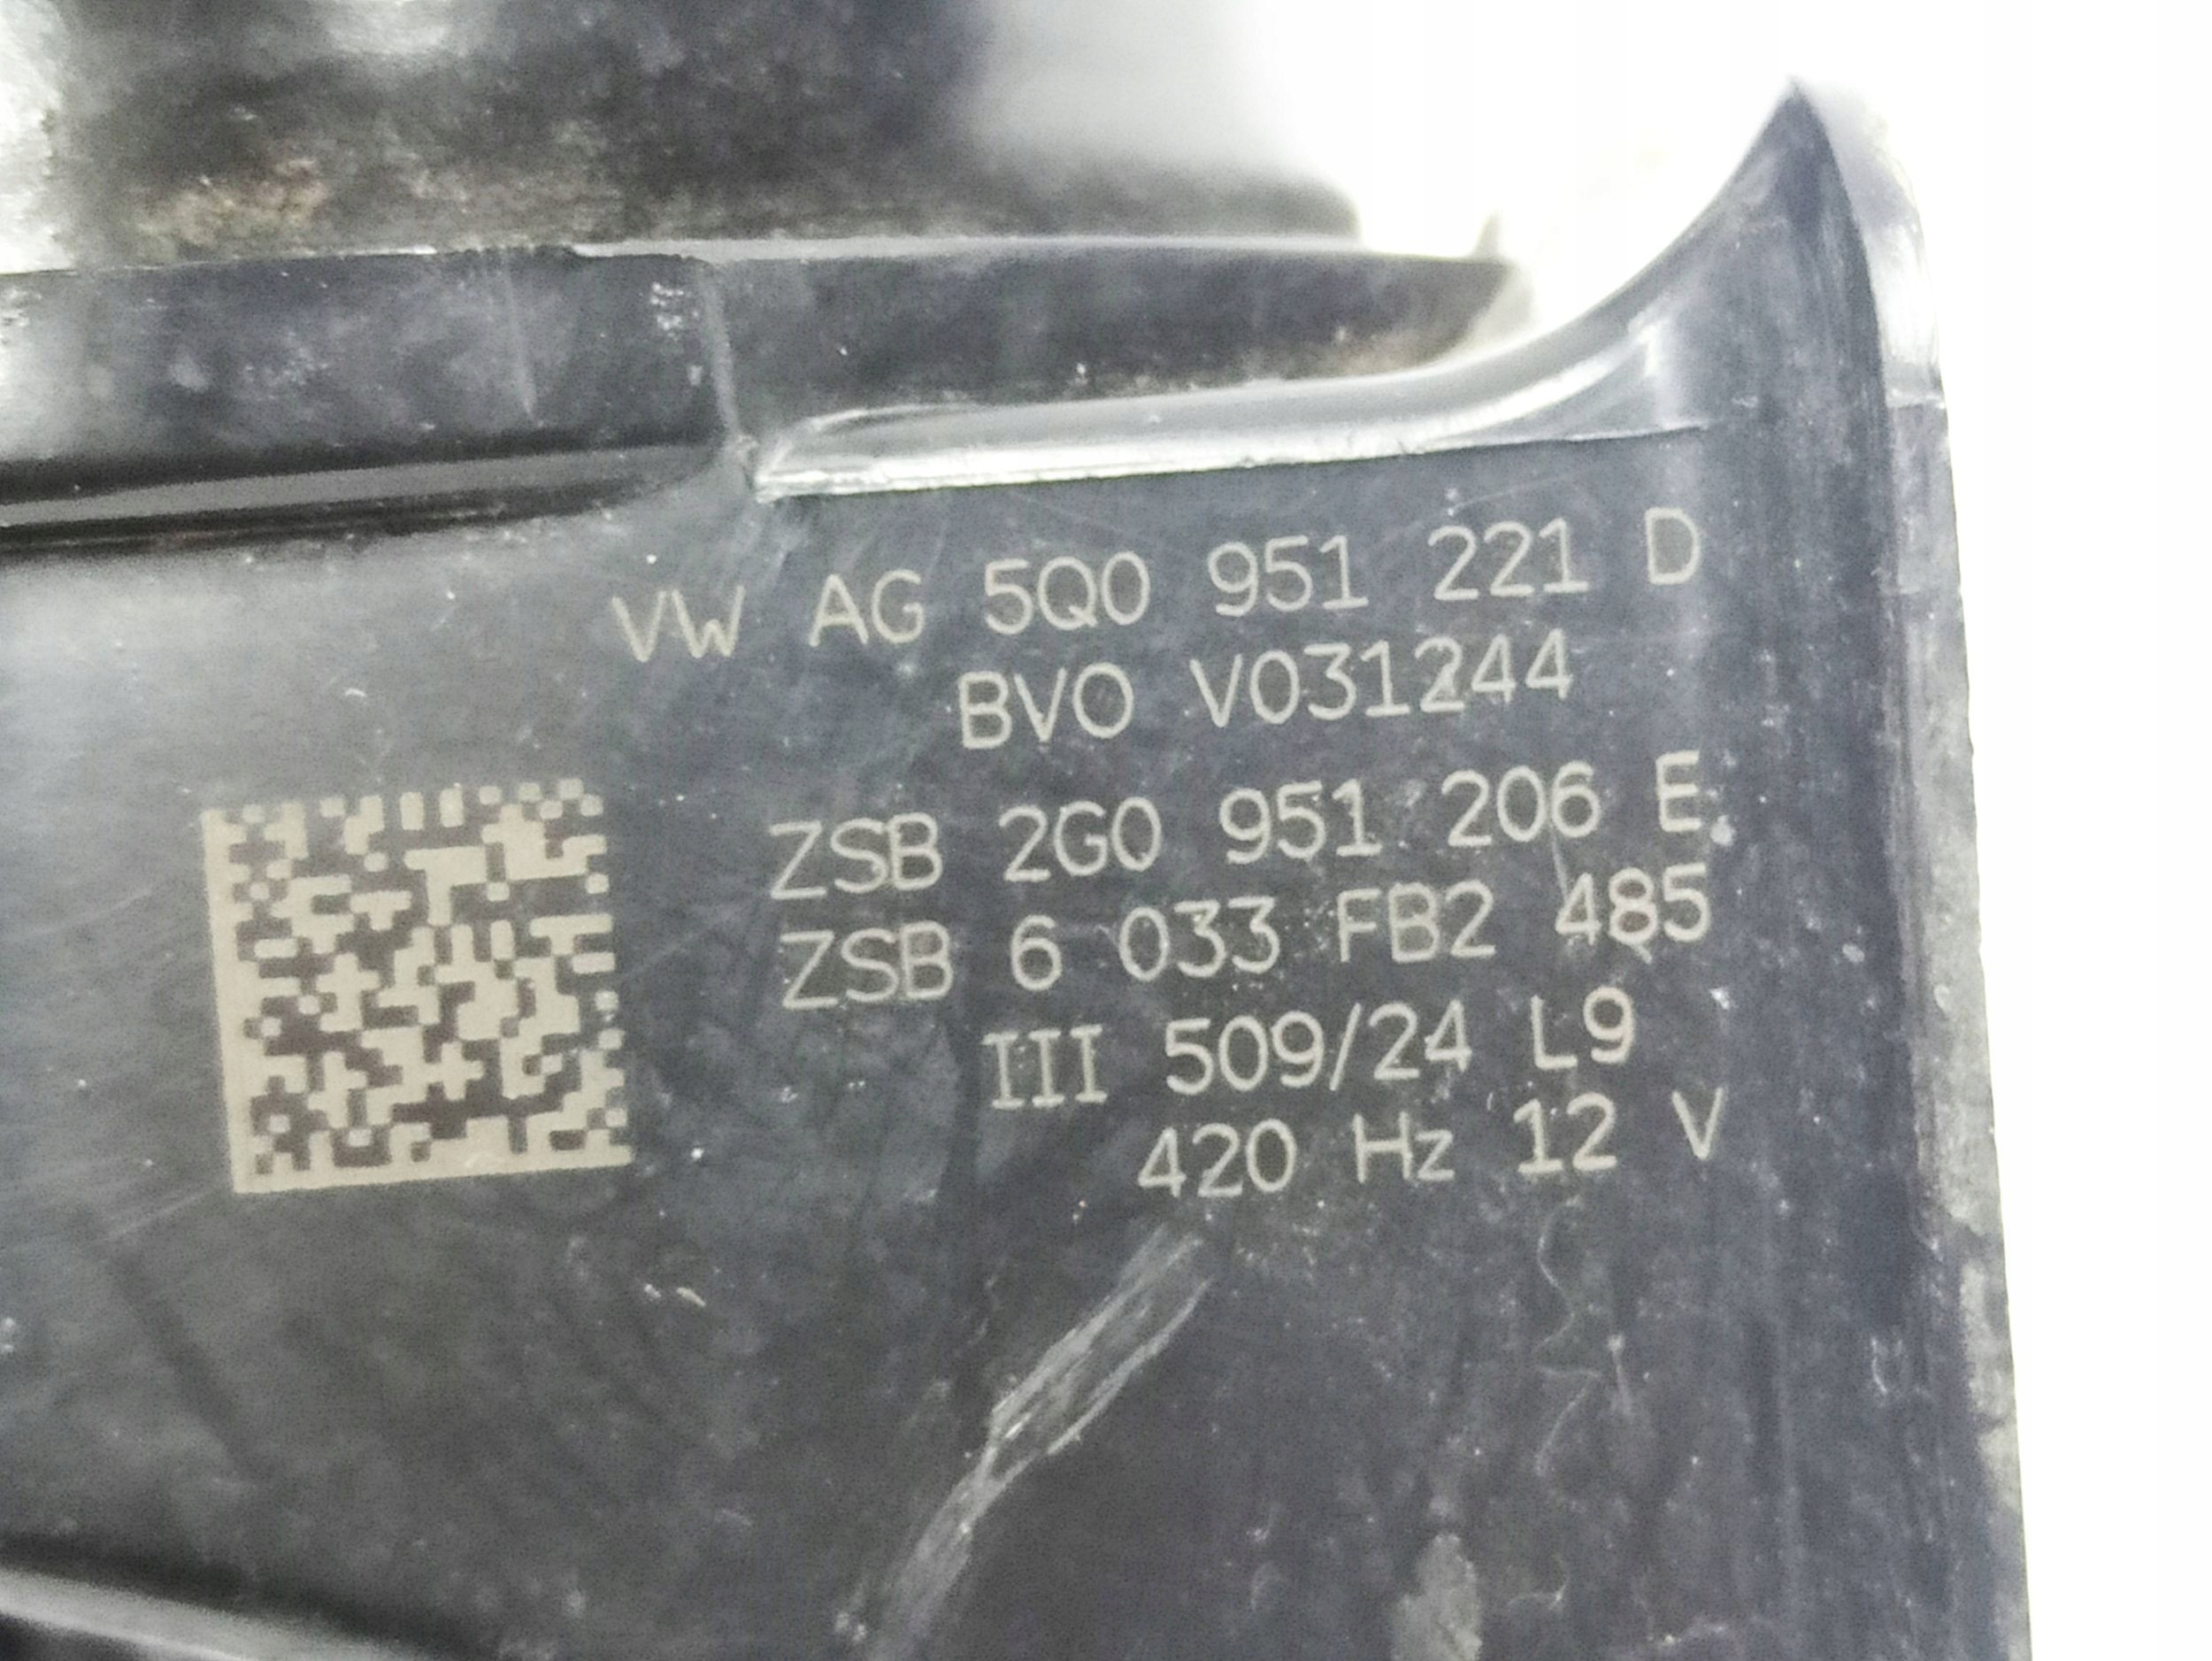 VW AG 5Q0 951 221 D
BVO V031244
ZSB 2G0 951 206 E
ZSB 6 033 FB2 485
III 509/24 L9
420 Hz 12 V